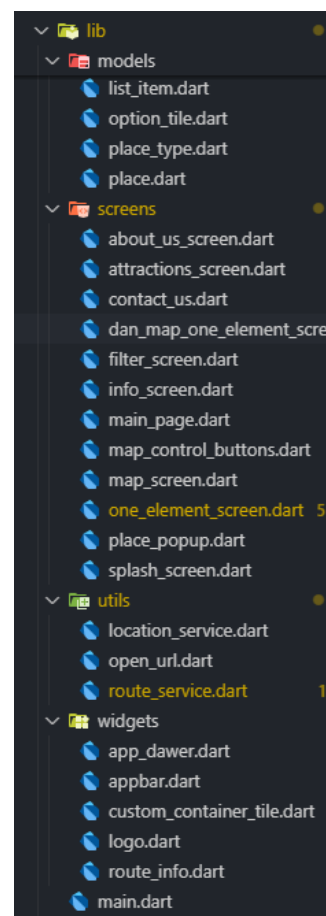 lib
models
list_item.dart
option_tile.dart
place_type.dart
place.dart
screens
about_us_screen.dart
attractions_screen.dart
contact_us.dart
dan_map_one_element_scre
filter_screen.dart
info_screen.dart
main_page.dart
map_control_buttons.dart
map_screen.dart
one_element_screen.dart 5
place_popup.dart
splash_screen.dart
utils
location_service.dart
open_url.dart
route_service.dart 1
widgets
app_dawer.dart
appbar.dart
custom_container_tile.dart
logo.dart
route_info.dart
main.dart